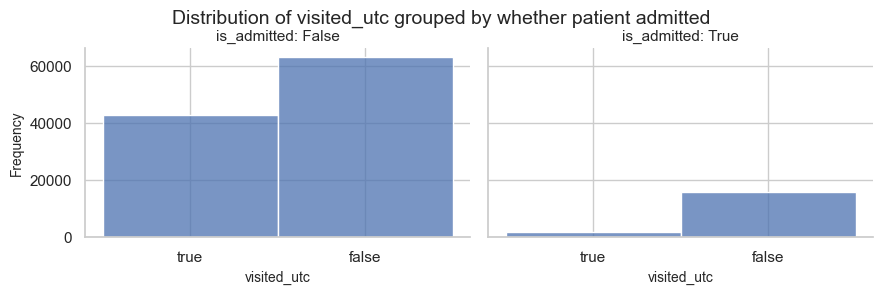 Distribution of visited_utc grouped by whether patient admitted
is_admitted: False
is_admitted: True
60000
40000
20000
0
Frequency
true
false
true
false
visited_utc
visited_utc